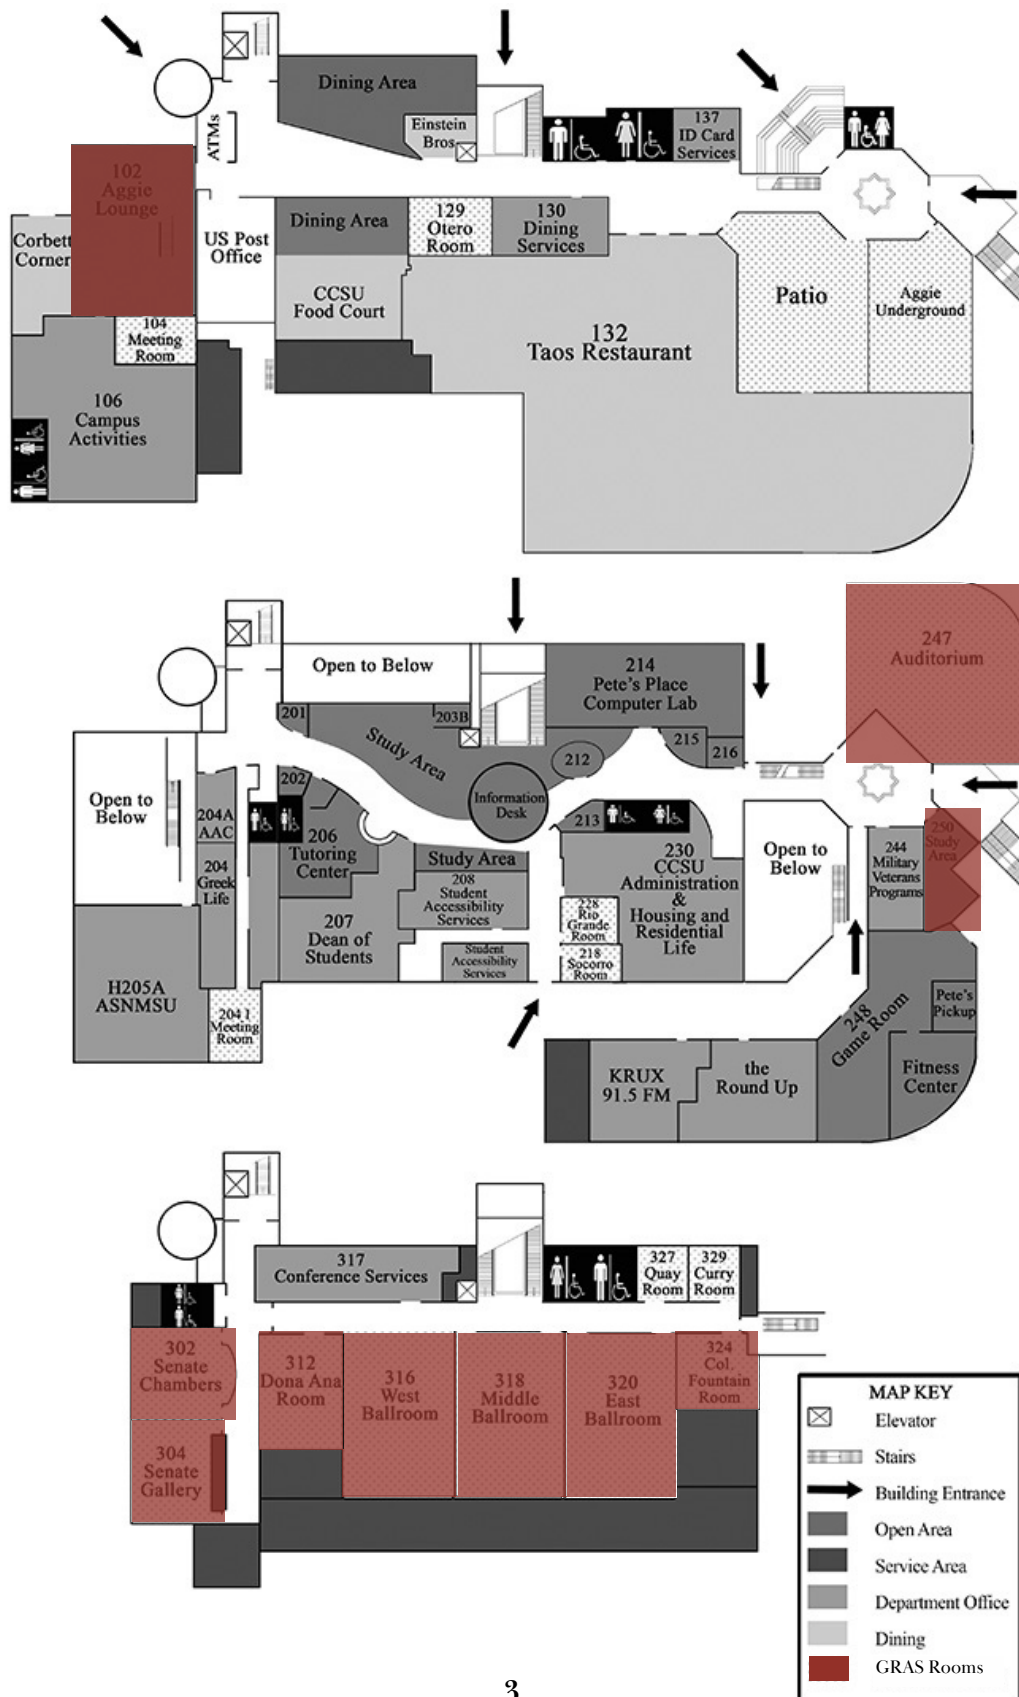 Dining Area
ATMs
Einstein
Bros.
137
ID Card
Services
102
Aggie
Lounge
Corbett
Corner
US Post
Office
Dining Area
129
Otero
Room
130
Dining
Services
CCSU
Food Court
132
Taos Restaurant
Patio
Aggie
Underground
104
Meeting
Room
106
Campus
Activities
247
Auditorium
Open to Below
214
Pete's Place
Computer Lab
201
203B
Study Area
212
215
216
Information
Desk
Open to
Below
202
204A
AAC
204
Greek
Life
206
Tutoring
Center
213
Study Area
208
Student
Accessibility
Services
207
Dean of
Students
Student
Accessibility
Services
230
CCSU
Administration
&
Housing and
Residential
Life
228
Rio
Grande
Room
218
Socorro
Room
Open to
Below
244
Military
Veterans
Programs
250
Study
Area
H205A
ASNMSU
204 I
Meeting
Room
248
Game Room
Pete's
Pickup
Fitness
Center
KRUX
91.5 FM
the
Round Up
317
Conference Services
327
Quay
Room
329
Curry
Room
302
Senate
Chambers
304
Senate
Gallery
312
Dona Ana
Room
316
West
Ballroom
318
Middle
Ballroom
320
East
Ballroom
324
Col.
Fountain
Room
MAP KEY
Elevator
Stairs
Building Entrance
Open Area
Service Area
Department Office
Dining
GRAS Rooms
3